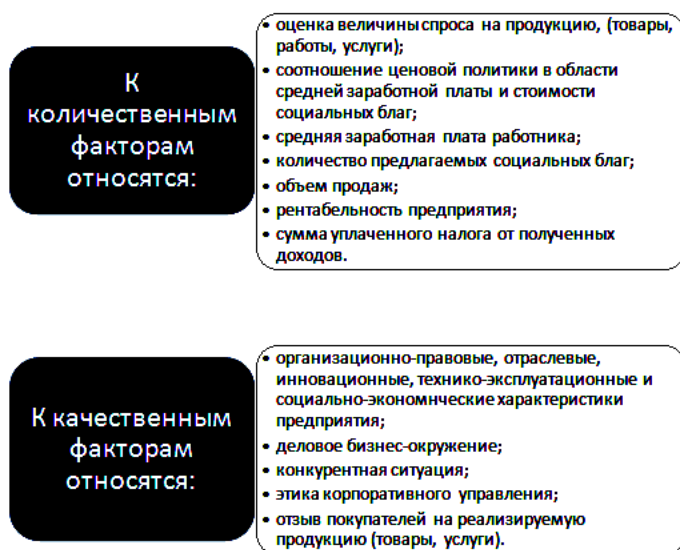 К
количественным
факторам
относятся:
• оценка величины спроса на продукцию, (товары,
работы, услуги);
• соотношение ценовой политики в области
средней заработной платы и стоимости
социальных благ;
• средняя заработная плата работника;
• количество предлагаемых социальных благ;
• объем продаж;
• рентабельность предприятия;
• сумма уплаченного налога от полученных
доходов.
К качественным
факторам
относятся:
• организационно-правовые, отраслевые,
инновационные, технико-эксплуатационные и
социально-экономнческие характеристики
предприятия;
• деловое бизнес-окружение;
• конкурентная ситуация;
• этика корпоративного управления;
• отзыв покупателей на реализируемую
продукцию (товары, услуги).